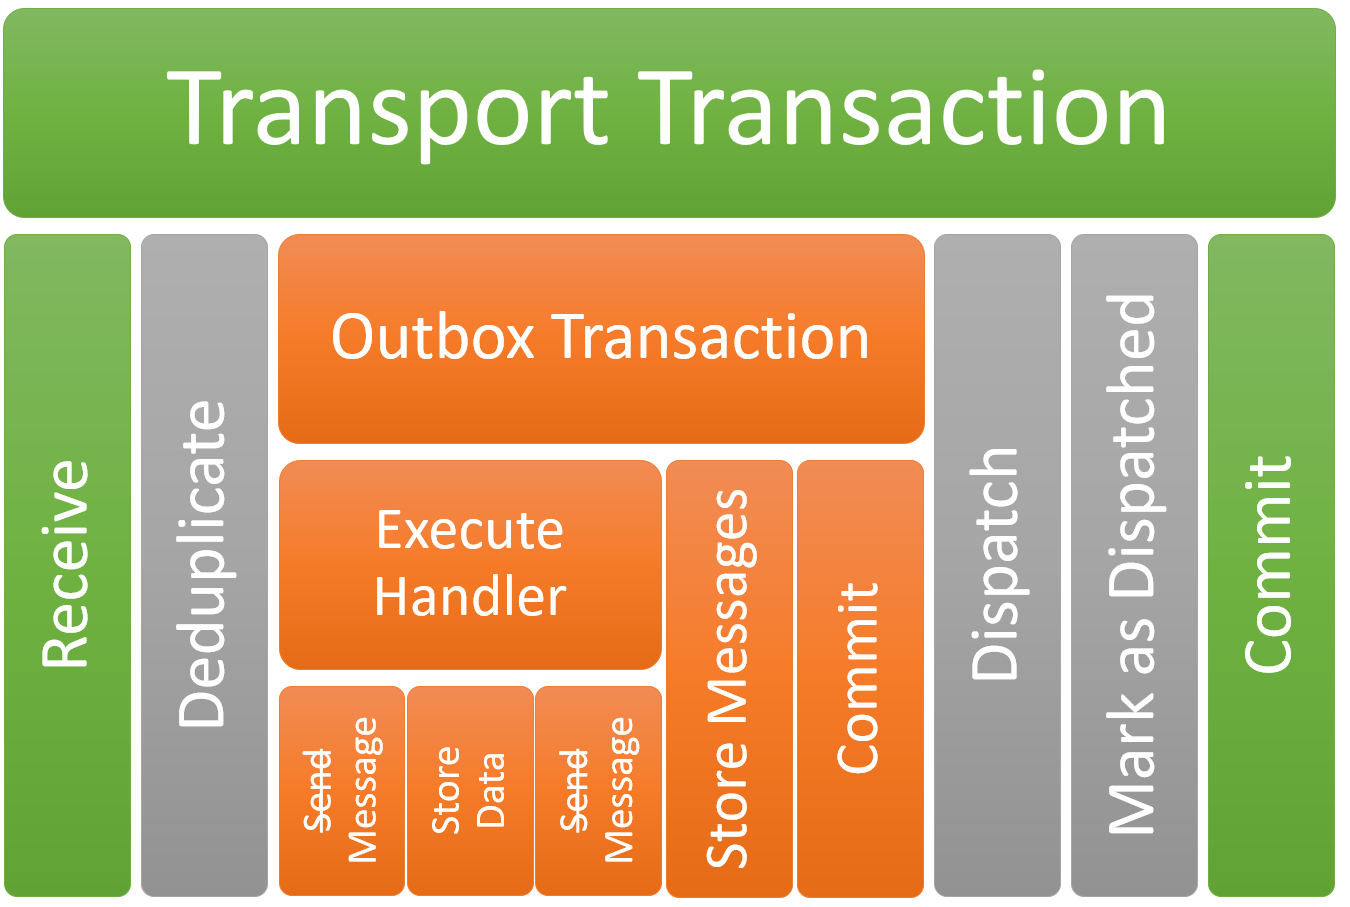 Transport Transaction
Receive
Deduplicate
Outbox Transaction
Execute
Handler
Send
Message
Store
Data
Send
Message
Store Messages
Commit
Dispatch
Mark as Dispatched
Commit